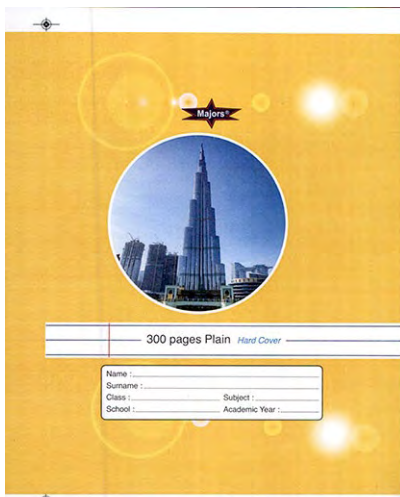 Majors®
300 pages Plain Hard Cover
Name :
Surname :
Class : Subject :
School : Academic Year :